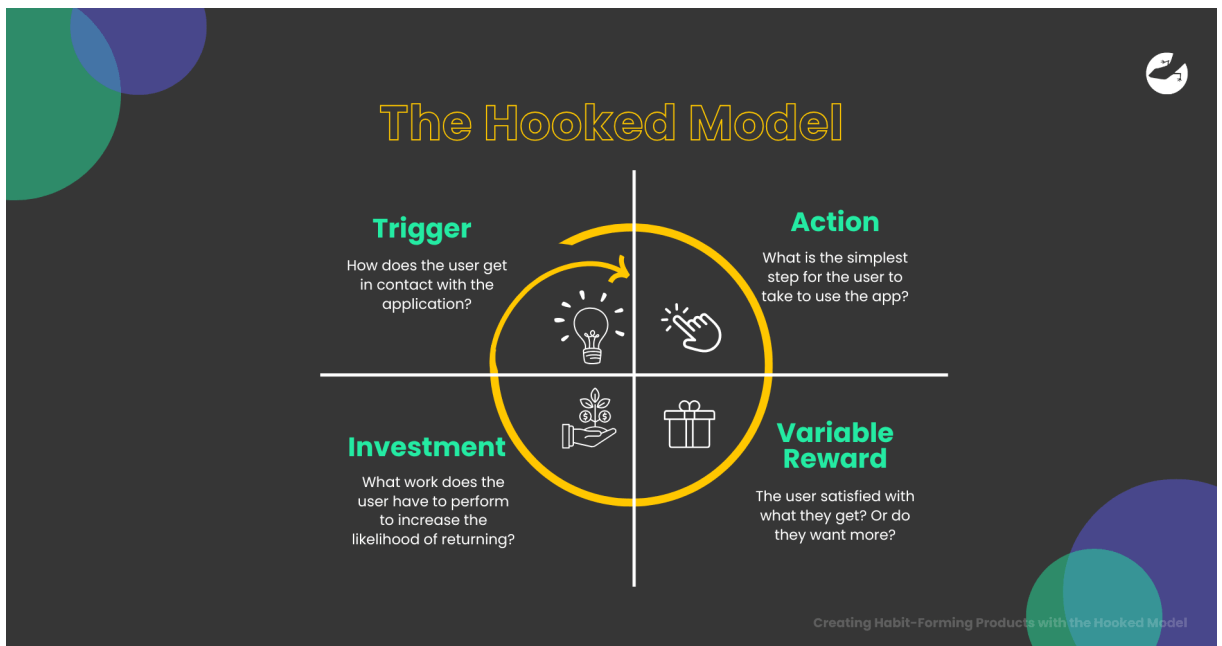 The Hooked Model
Trigger
How does the user get
in contact with the
application?
Action
What is the simplest
step for the user to
take to use the app?
Investment
What work does the
user have to perform
to increase the
likelihood of returning?
Variable
Reward
The user satisfied with
what they get? Or do
they want more?
Creating Habit-Forming Products with the Hooked Model